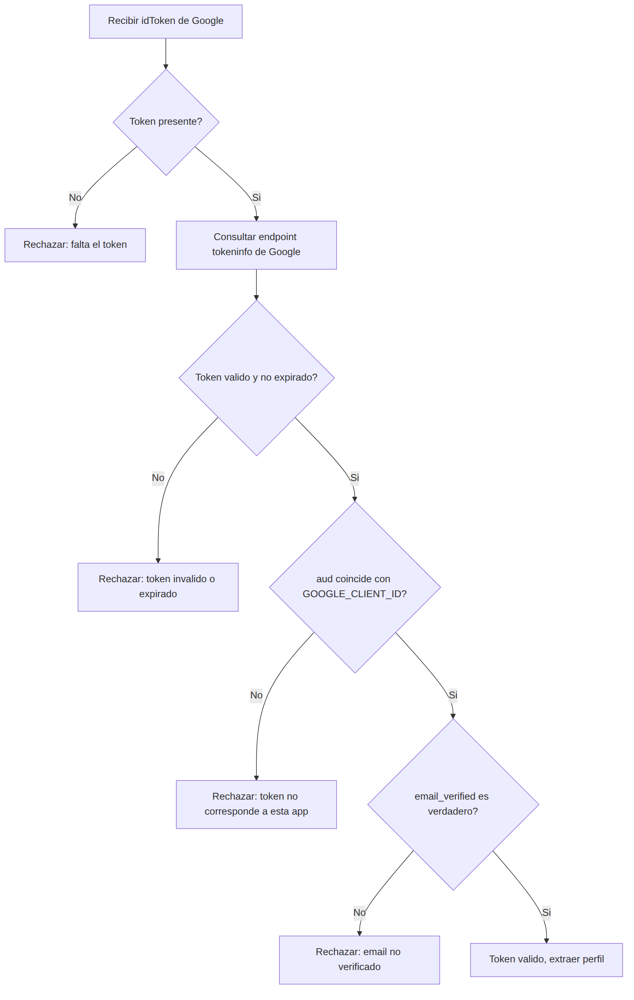 Recibir idToken de Google
Token presente?
No
Si
Rechazar: falta el token
Consultar endpoint
tokeninfo de Google
Token valido y no expirado?
No
Si
Rechazar: token invalido o
expirado
aud coincide con
GOOGLE_CLIENT_ID?
No
Si
Rechazar: token no
corresponde a esta app
email_verified es
verdadero?
No
Si
Rechazar: email no
verificado
Token valido, extraer perfil